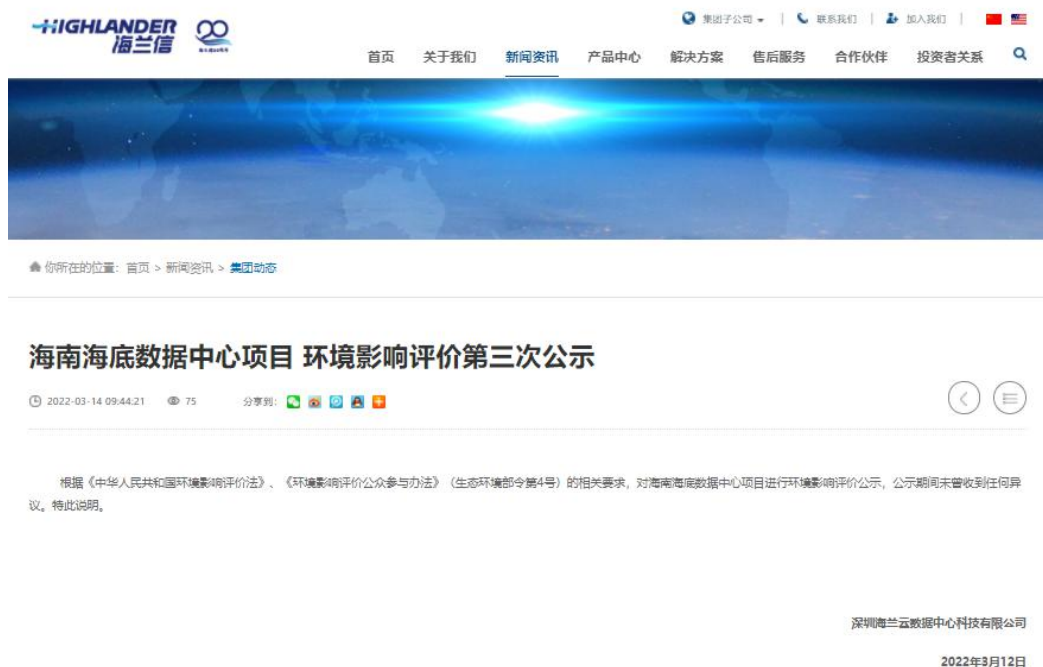 集团子公司 | 联系我们 | 加入我们 |
HIGHLANDER
海兰信
首页 关于我们 新闻资讯 产品中心 解决方案 售后服务 合作伙伴 投资者关系
你所在的位置：首页 > 新闻资讯 > 集团动态
海南海底数据中心项目 环境影响评价第三次公示
2022-03-14 09:44:21 75 分享到：
根据《中华人民共和国环境影响评价法》、《环境影响评价公众参与办法》（生态环境部令第4号）的相关要求，对海南海底数据中心项目进行环境影响评价公示，公示期间未曾收到任何异
议。特此说明。
深圳海兰云数据中心科技有限公司
2022年3月12日